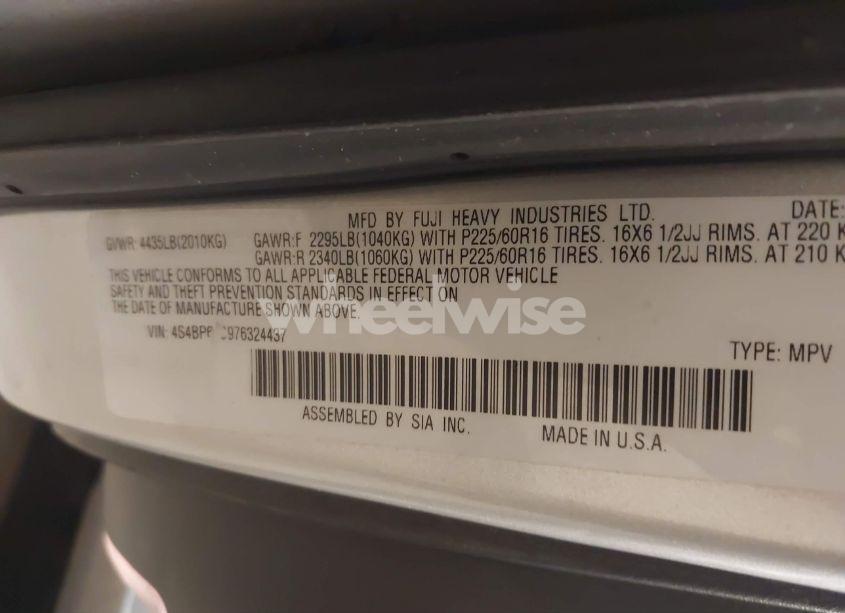 MFD BY FUJI HEAVY INDUSTRIES LTD. DATE:
GVWR: 4435LB(2010KG) GAWR:F 2295LB(1040KG) WITH P225/60R16 TIRES. 16X6 1/2JJ RIMS. AT 220 K
GAWR:R 2340LB(1060KG) WITH P225/60R16 TIRES. 16X6 1/2JJ RIMS. AT 210 K
THIS VEHICLE CONFORMS TO ALL APPLICABLE FEDERAL MOTOR VEHICLE
SAFETY AND THEFT PREVENTION STANDARDS IN EFFECT ON
THE DATE OF MANUFACTURE SHOWN ABOVE.
wheelwise
VIN:
TYPE: MPV
ASSEMBLED BY SIA INC.
MADE IN U.S.A.